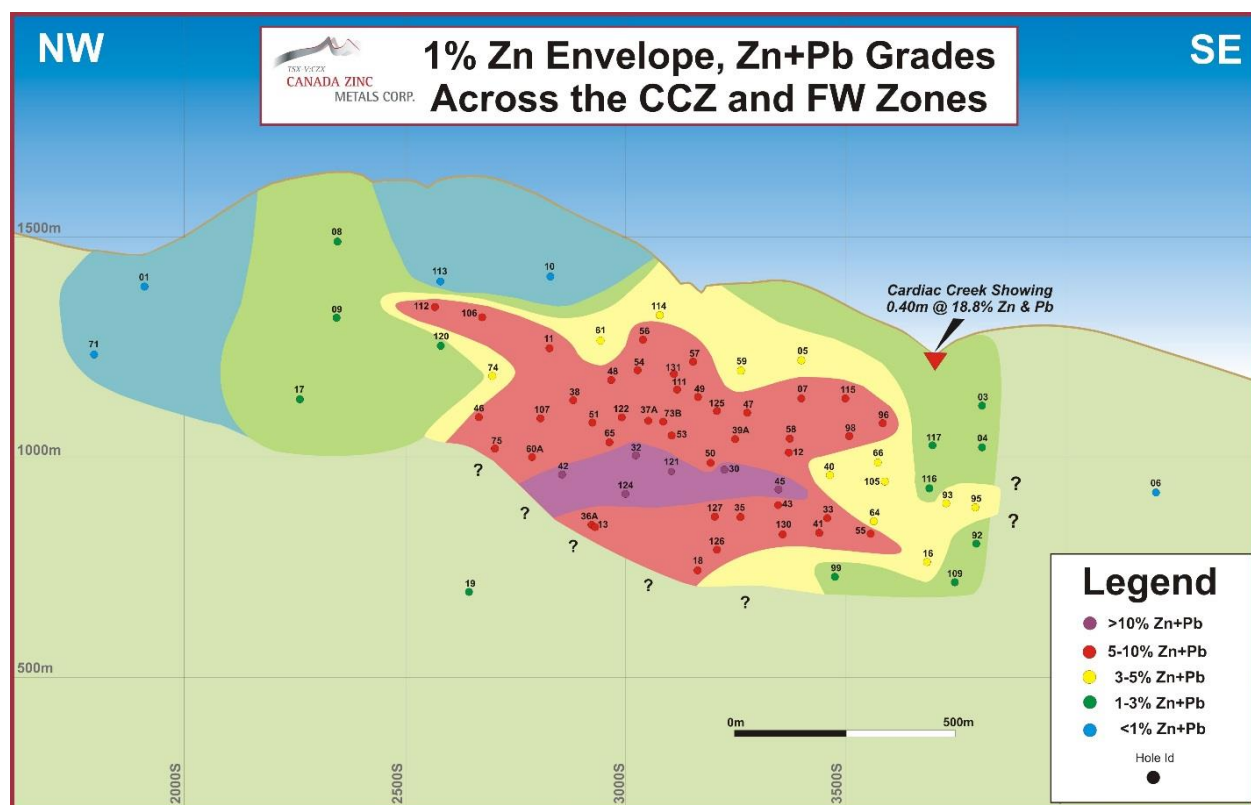 NW
TSX-V:CZX
CANADA ZINC
METALS CORP.
1% Zn Envelope, Zn+Pb Grades
Across the CCZ and FW Zones
SE
1500m
1000m
500m
01
71
08
09
17
113
10
112
106
120
74
11
61
114
56
54
57
59
05
131
111
48
49
38
46
107
51
122
37A
73B
53
125
47
07
115
96
98
58
12
39A
65
75
60A
32
50
30
121
42
124
45
43
40
66
105
64
36A
13
127
35
33
130
41
55
126
18
99
16
109
92
93
95
116
117
04
03
06
19
Cardiac Creek Showing
0.40m @ 18.8% Zn & Pb
?
?
?
?
?
?
?
0m
500m
2000S
2500S
3000S
3500S
Legend
>10% Zn+Pb
5-10% Zn+Pb
3-5% Zn+Pb
1-3% Zn+Pb
<1% Zn+Pb
Hole Id